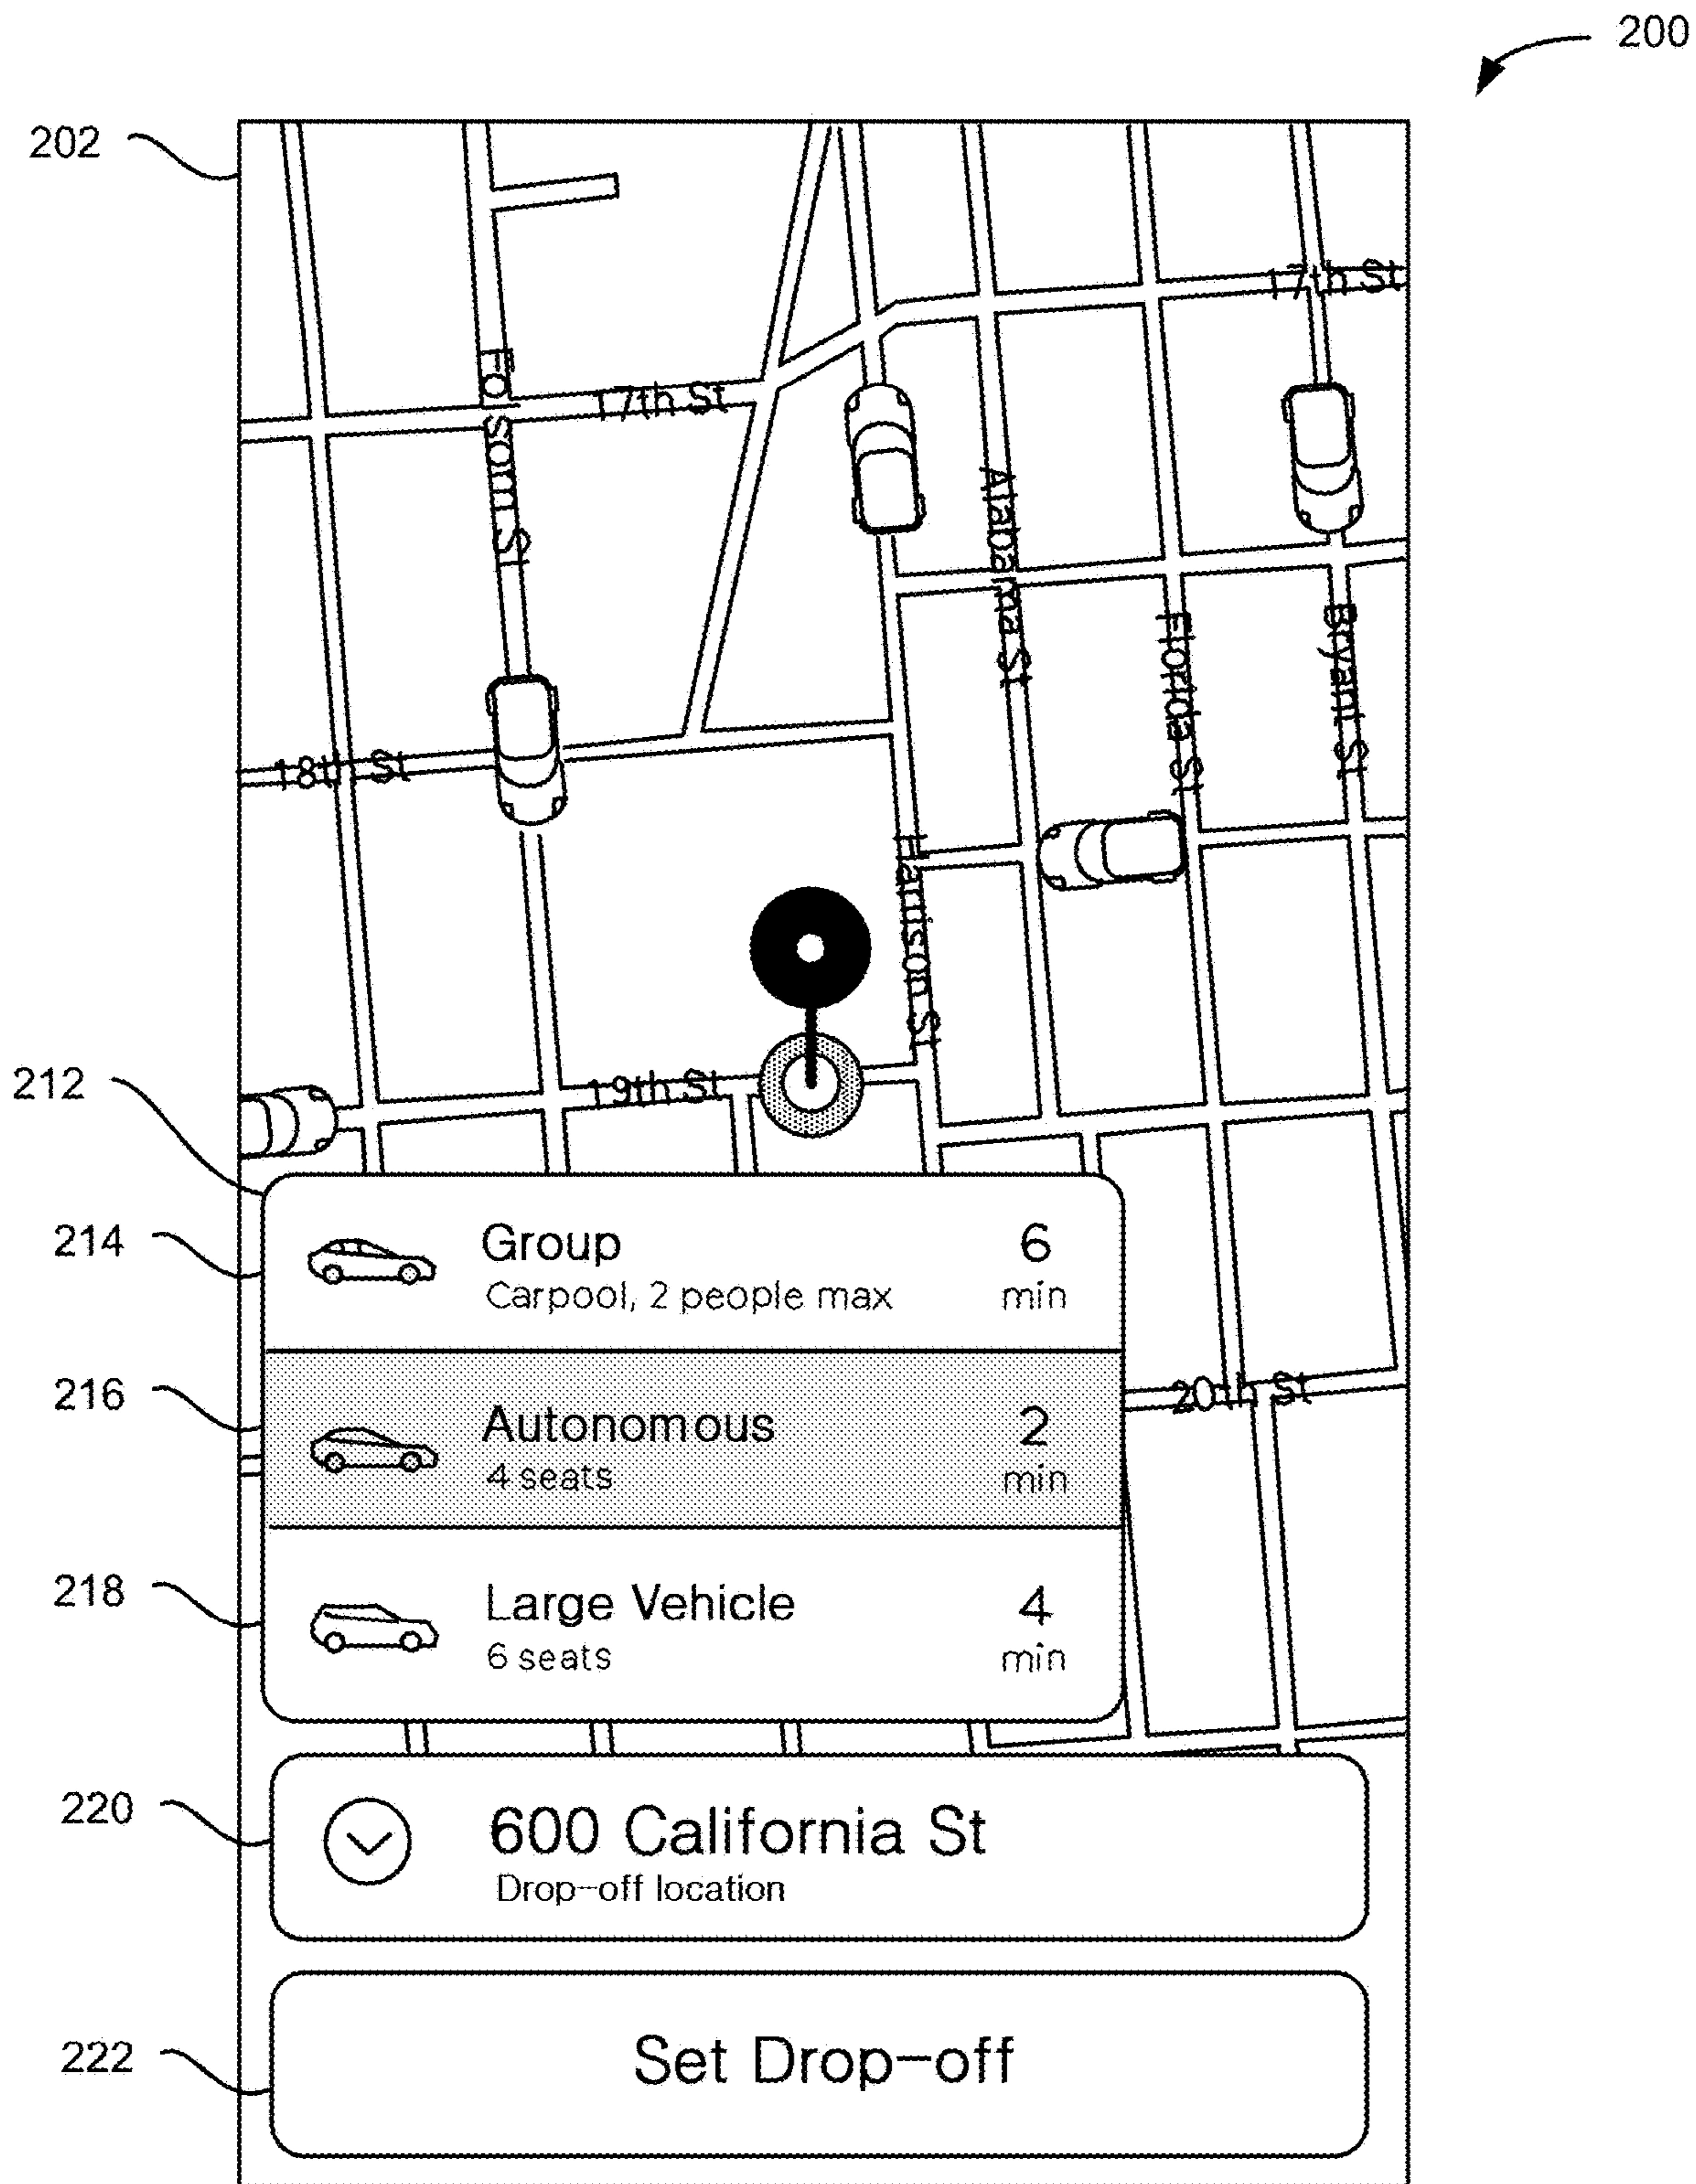 200
202
17th St
Folsom St
17th St
Alabama St
Florida St
Bryant St
18th St
Harrison St
19th St
212
214
Group
Carpool, 2 people max
6
min
216
Autonomous
4 seats
2
min
20th St
218
Large Vehicle
6 seats
4
min
220
600 California St
Drop-off location
222
Set Drop-off